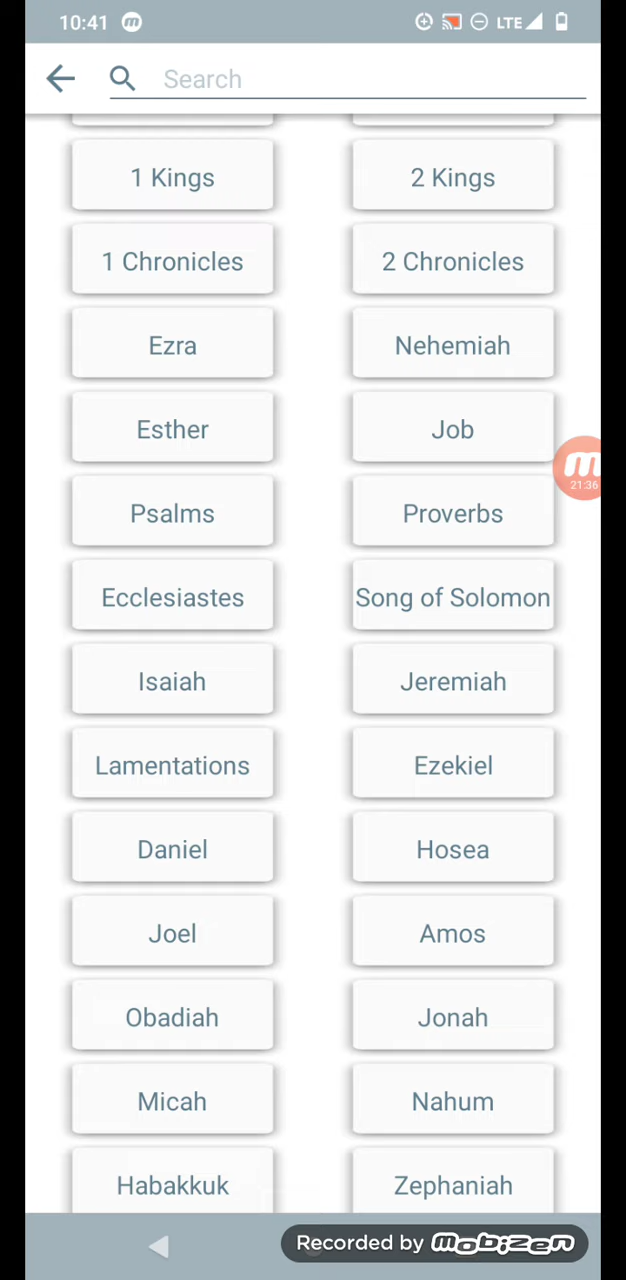 10:41 LTE
Search
1 Kings 2 Kings
1 Chronicles 2 Chronicles
Ezra Nehemiah
Esther Job
21:36
Psalms Proverbs
Ecclesiastes Song of Solomon
Isaiah Jeremiah
Lamentations Ezekiel
Daniel Hosea
Joel Amos
Obadiah Jonah
Micah Nahum
Habakkuk Zephaniah
Recorded by mobizen